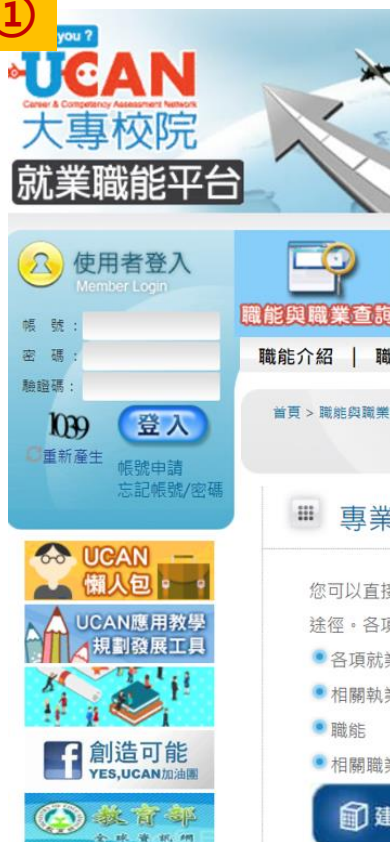 ①
you ?
UCAN
Career & Competency Assessment Network
大專校院
就業職能平台
使用者登入
Member Login
帳 號：
密 碼：
驗證碼：
1039
登入
重新產生
帳號申請
忘記帳號/密碼
職能與職業查詢
職能介紹 | 職
首頁 > 職能與職業
專業
您可以直接
途徑。各項
各項就業
相關執業
職能
相關職業
建
UCAN
懶人包
UCAN應用教學
規劃發展工具
f 創造可能
YES,UCAN加油團
教育部
全球資訊網